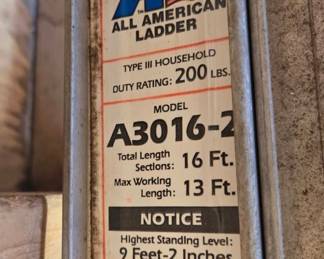 ALL AMERICAN
LADDER
TYPE III HOUSEHOLD
DUTY RATING: 200 LBS.
MODEL
A3016-2
Total Length
Sections: 16 Ft.
Max Working
Length: 13 Ft.
NOTICE
Highest Standing Level:
9 Feet-2 Inches